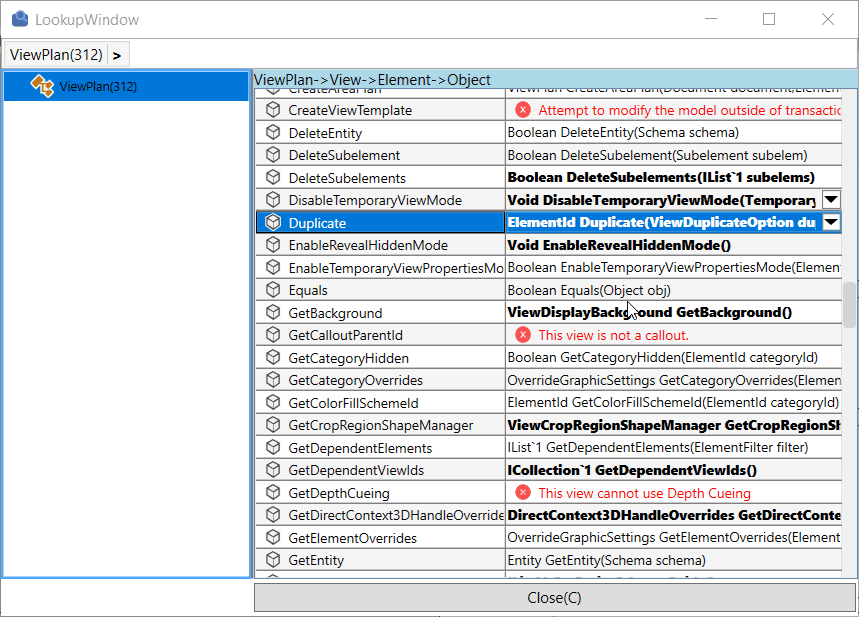 LookupWindow
ViewPlan(312) >
ViewPlan(312)
ViewPlan->View->Element->Object
CreateAreaPlan ViewPlan CreateAreaPlan(Document document,Elemen
CreateViewTemplate Attempt to modify the model outside of transactio
DeleteEntity Boolean DeleteEntity(Schema schema)
DeleteSubelement Boolean DeleteSubelement(Subelement subelem)
DeleteSubelements Boolean DeleteSubelements(IList`1 subelems)
DisableTemporaryViewMode Void DisableTemporaryViewMode(Temporary
Duplicate ElementId Duplicate(ViewDuplicateOption du
EnableRevealHiddenMode Void EnableRevealHiddenMode()
EnableTemporaryViewPropertiesMo Boolean EnableTemporaryViewPropertiesMode(Elemen
Equals Boolean Equals(Object obj)
GetBackground ViewDisplayBackground GetBackground()
GetCalloutParentId This view is not a callout.
GetCategoryHidden Boolean GetCategoryHidden(ElementId categoryId)
GetCategoryOverrides OverrideGraphicSettings GetCategoryOverrides(Elemen
GetColorFillSchemeId ElementId GetColorFillSchemeId(ElementId categoryId)
GetCropRegionShapeManager ViewCropRegionShapeManager GetCropRegionSh
GetDependentElements IList`1 GetDependentElements(ElementFilter filter)
GetDependentViewIds ICollection`1 GetDependentViewIds()
GetDepthCueing This view cannot use Depth Cueing
GetDirectContext3DHandleOverride DirectContext3DHandleOverrides GetDirectConte
GetElementOverrides OverrideGraphicSettings GetElementOverrides(Element
GetEntity Entity GetEntity(Schema schema)
Close(C)